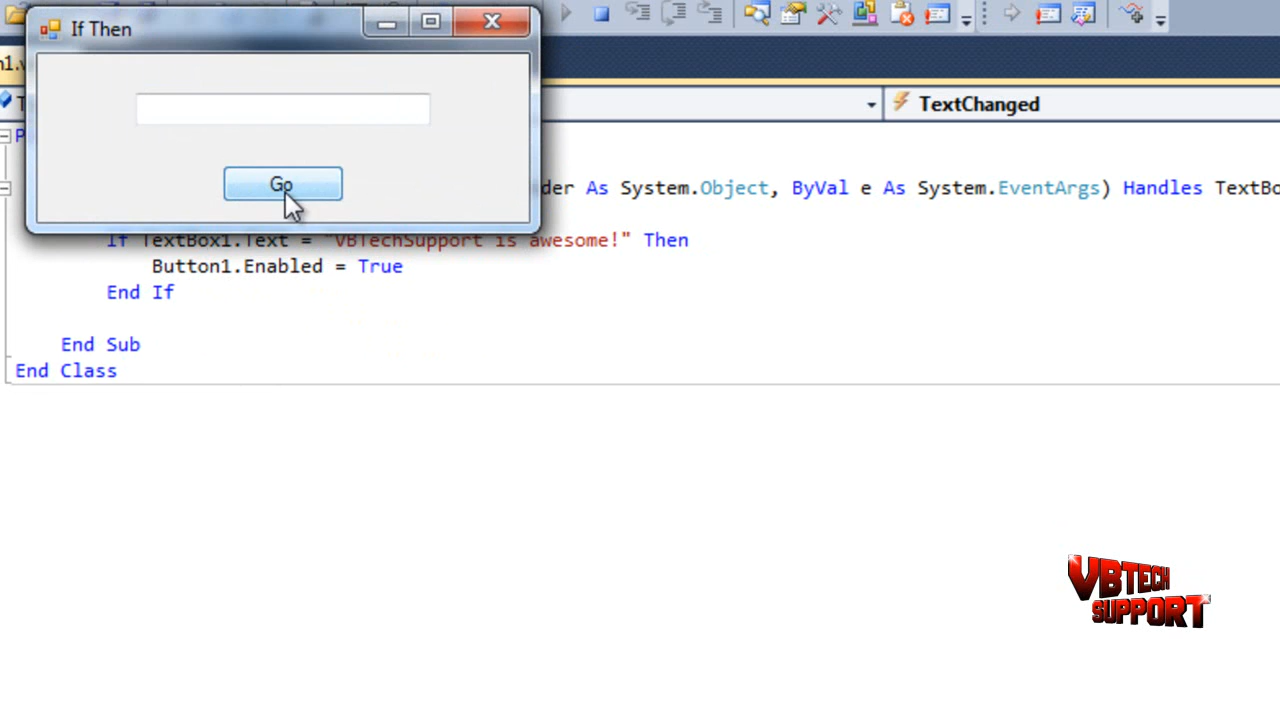 If Then
n1.v
TextChanged
Go
der As System.Object, ByVal e As System.EventArgs) Handles TextBo
If TextBox1.Text = "VBTechSupport is awesome!" Then
Button1.Enabled = True
End If
End Sub
End Class
VBTECH
SUPPORT